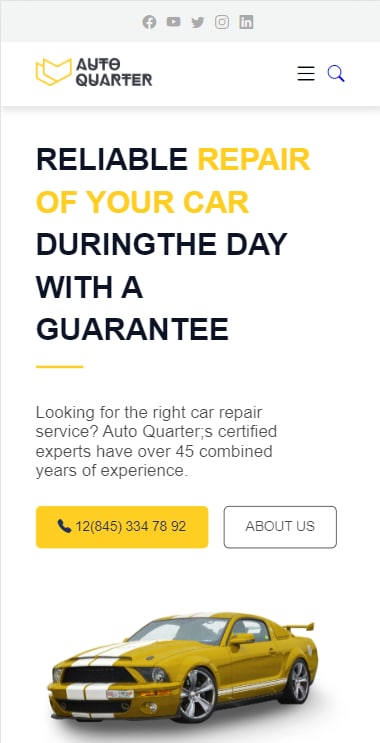 AUTO
QUARTER
RELIABLE REPAIR
OF YOUR CAR
DURINGTHE DAY
WITH A
GUARANTEE
Looking for the right car repair
service? Auto Quarter;s certified
experts have over 45 combined
years of experience.
12(845) 334 78 92
ABOUT US